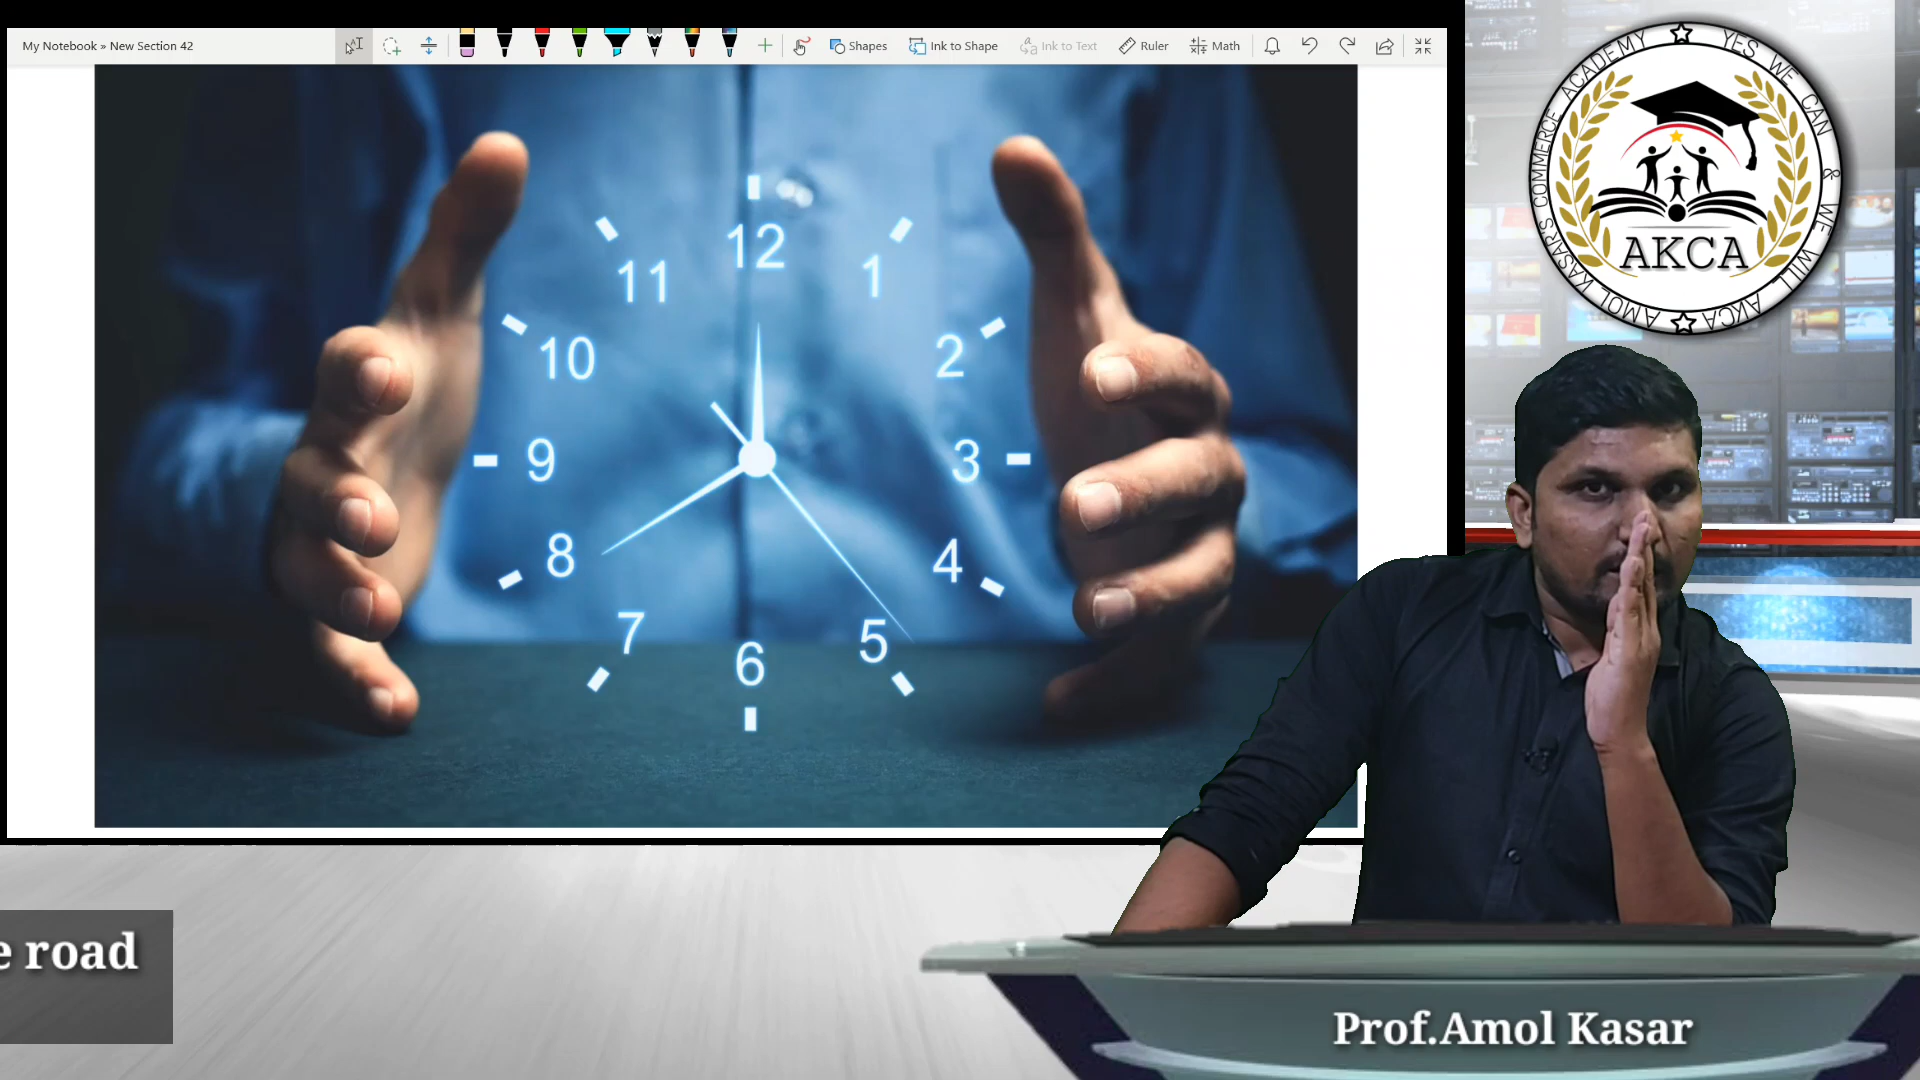 My Notebook » New Section 42
Shapes
Ink to Shape
Ink to Text
Ruler
Math
12
11
1
10
2
9
3
8
4
7
5
6
AMOL KASAR'S COMMERCE ACADEMY
YES WE CAN & WE WILL
AKCA
AKCA
e road
Prof.Amol Kasar